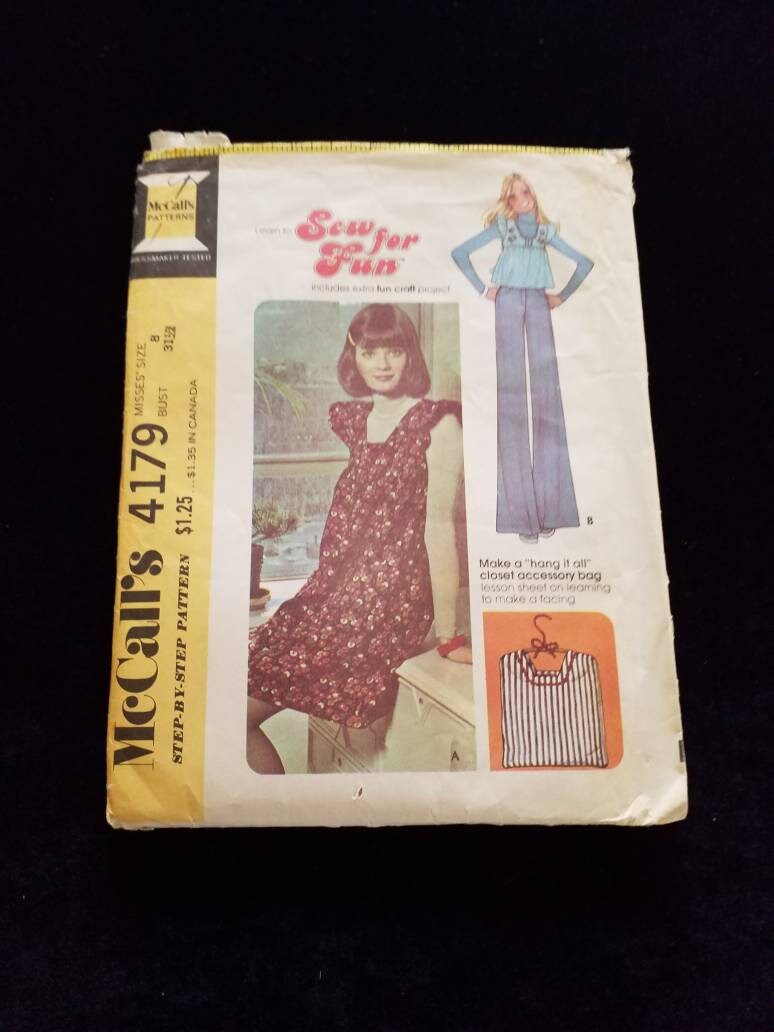 McCall's
PATTERNS
DRESSMAKER TESTED
McCall's 4179
MISSES' SIZE 8
BUST 31½
STEP-BY-STEP PATTERN $1.25 ...$1.35 IN CANADA
Learn to
Sew for
Fun™
includes extra fun craft project
B
A
Make a "hang it all"
closet accessory bag
lesson sheet on learning
to make a facing